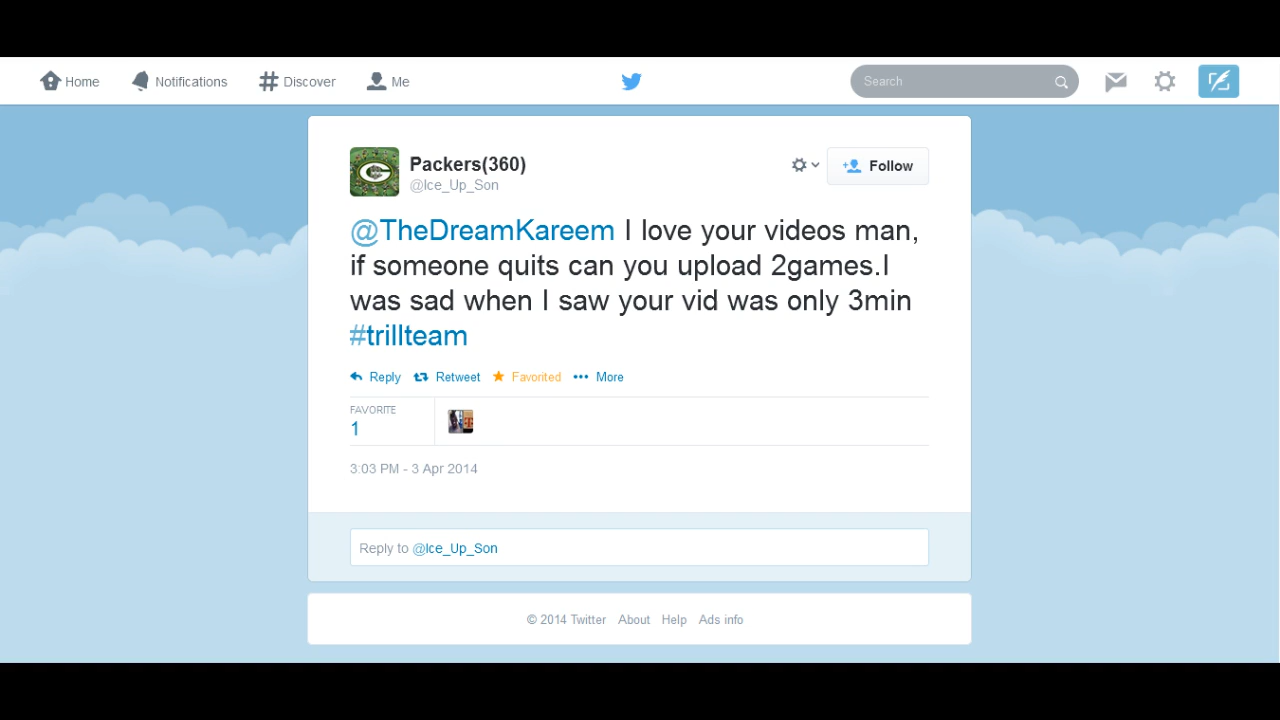 Home Notifications Discover Me Search
Packers(360)
@Ice_Up_Son
Follow
@TheDreamKareem I love your videos man,
if someone quits can you upload 2games.I
was sad when I saw your vid was only 3min
#trillteam
Reply Retweet Favorited More
FAVORITE
1
3:03 PM - 3 Apr 2014
Reply to @Ice_Up_Son
© 2014 Twitter About Help Ads info